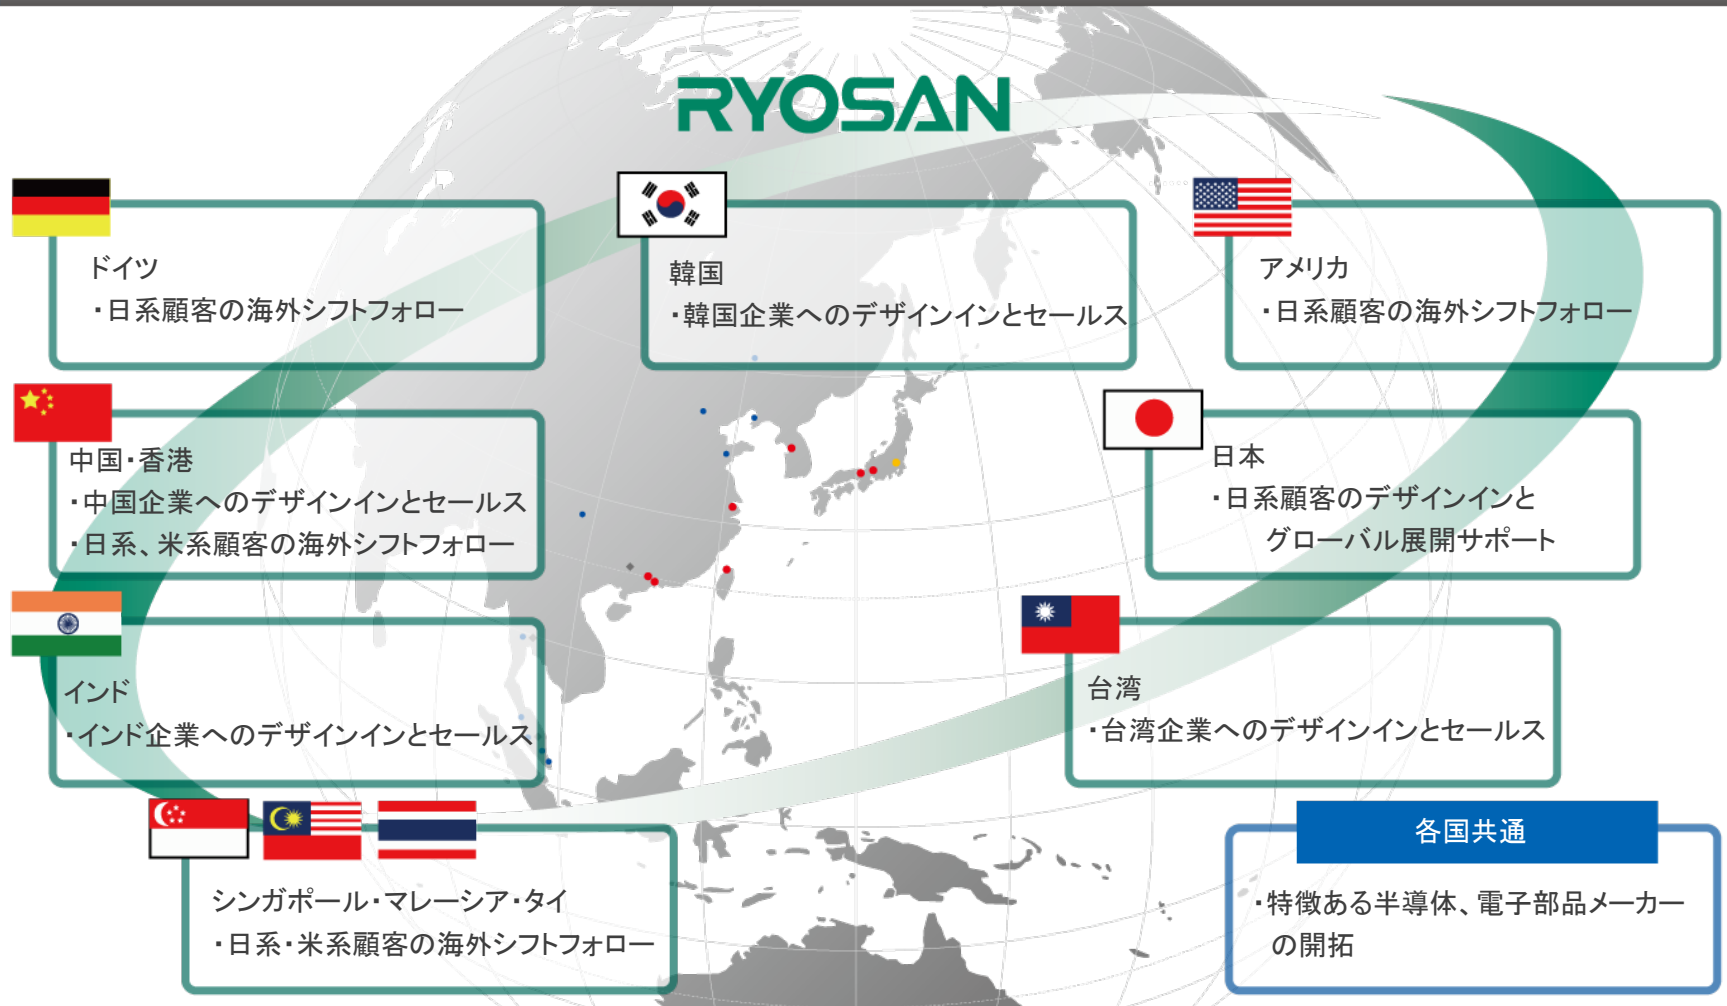 RYOSAN
ドイツ
・日系顧客の海外シフトフォロー
韓国
・韓国企業へのデザインインとセールス
アメリカ
・日系顧客の海外シフトフォロー
中国・香港
・中国企業へのデザインインとセールス
・日系、米系顧客の海外シフトフォロー
日本
・日系顧客のデザインインと
グローバル展開サポート
インド
・インド企業へのデザインインとセールス
台湾
・台湾企業へのデザインインとセールス
シンガポール・マレーシア・タイ
・日系・米系顧客の海外シフトフォロー
各国共通
・特徴ある半導体、電子部品メーカー
の開拓